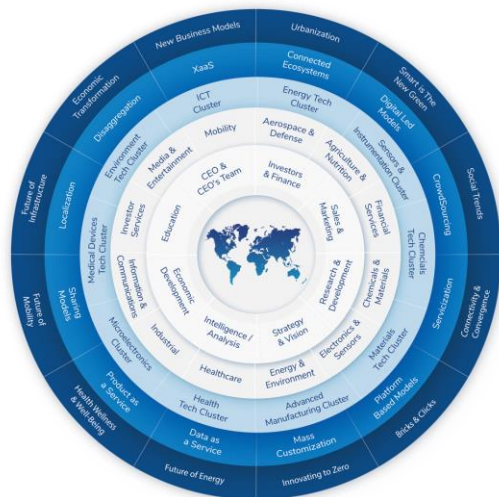 New Business Models
Urbanization
Smart is The
New Green
Social Trends
Connectivity &
Convergence
Bricks & Clicks
Innovating to Zero
Future of Energy
Health Wellness
& Well-Being
Future of
Mobility
Future of
Infrastructure
Economic
Transformation
XaaS
Connected
Ecosystems
Digital Led
Models
CrowdSourcing
Servicization
Platform
Based Models
Mass
Customization
Data as
a Service
Product as
a Service
Sharing
Models
Localization
Disaggregation
ICT
Cluster
Energy Tech
Cluster
Sensors &
Instrumentation Cluster
Chemcials
Tech Cluster
Materials
Tech Cluster
Advanced
Manufacturing Cluster
Health
Tech Cluster
Microelectronics
Cluster
Medical Devices
Tech Cluster
Environment
Tech Cluster
Mobility
Aerospace &
Defense
Agriculture &
Nutrition
Financial
Services
Chemicals &
Materials
Electronics &
Sensors
Energy &
Environment
Healthcare
Industrial
Information &
Communications
Investor
Services
Media &
Entertainment
CEO &
CEO's Team
Investors
& Finance
Sales &
Marketing
Research &
Development
Strategy
& Vision
Intelligence /
Analysis
Economic
Development
Education